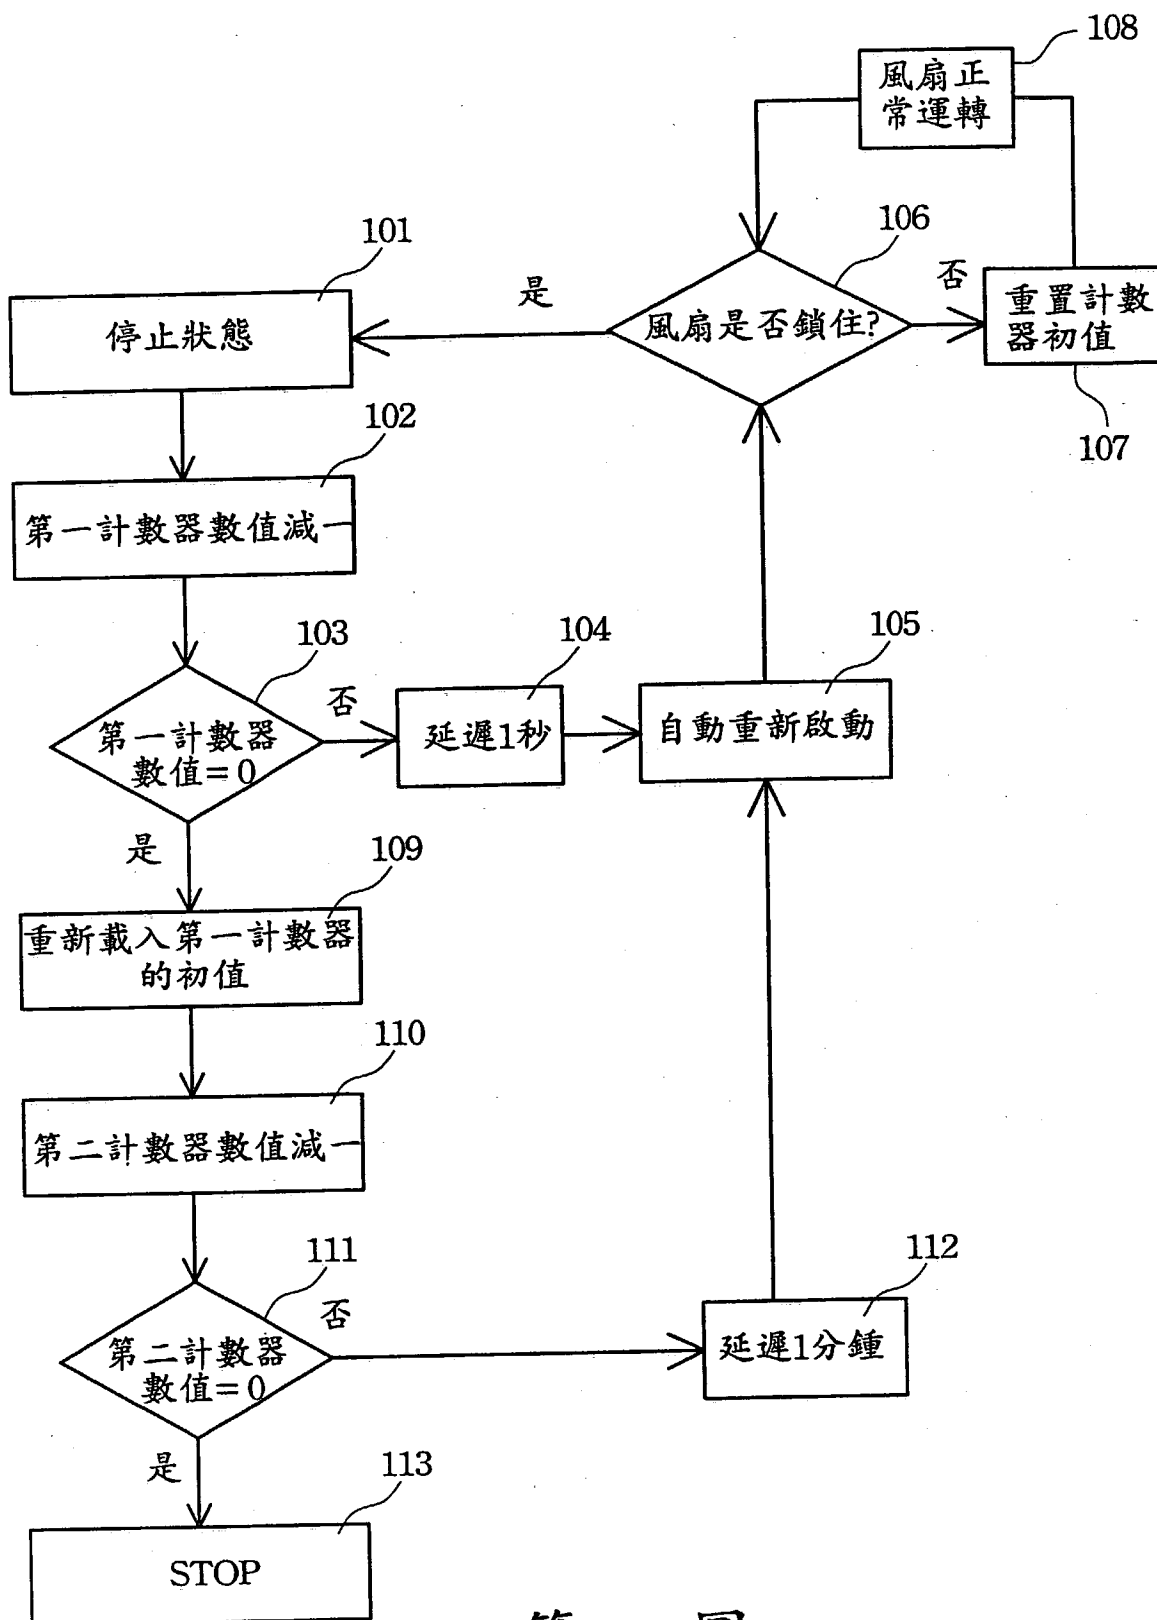 108
風扇正
常運轉
101
106
是
否
停止狀態
風扇是否鎖住?
重置計數
器初值
102
107
第一計數器數值減一
103
104
105
否
第一計數器
數值=0
延遲1秒
自動重新啟動
是
109
重新載入第一計數器
的初值
110
第二計數器數值減一
111
112
否
第二計數器
數值=0
延遲1分鍾
是
113
STOP